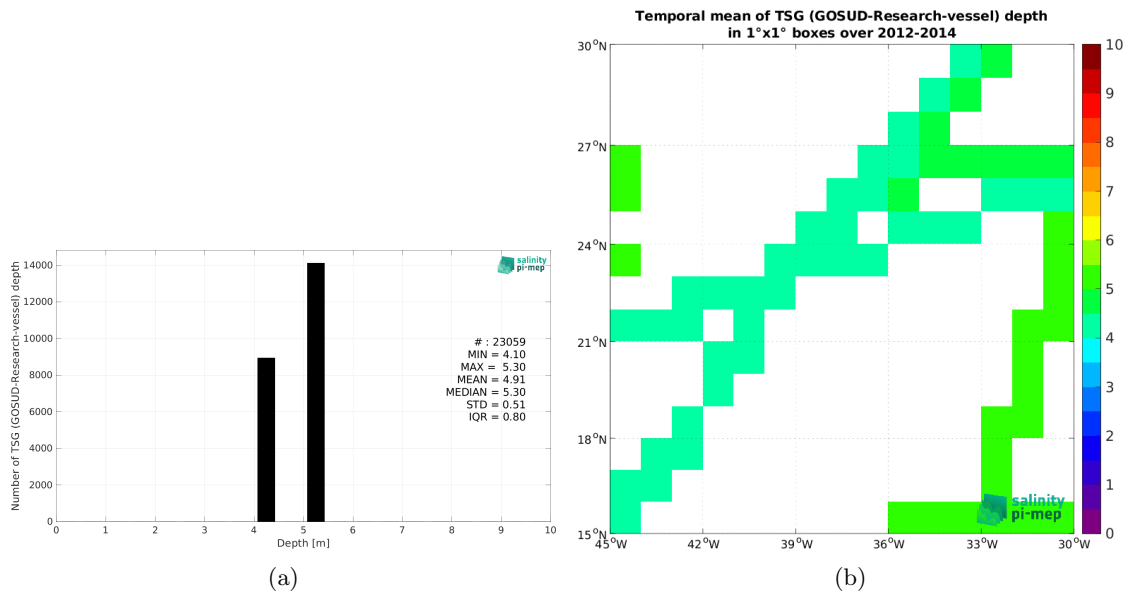 14000
12000
10000
8000
6000
4000
2000
0
Number of TSG (GOSUD-Research-vessel) depth
salinity
pi-mep
# : 23059
MIN = 4.10
MAX = 5.30
MEAN = 4.91
MEDIAN = 5.30
STD = 0.51
IQR = 0.80
0 1 2 3 4 5 6 7 8 9 10
Depth [m]
(a)
Temporal mean of TSG (GOSUD-Research-vessel) depth
in 1°x1° boxes over 2012-2014
30°N
27°N
24°N
21°N
18°N
15°N
45°W 42°W 39°W 36°W 33°W 30°W
salinity
pi-mep
10
9
8
7
6
5
4
3
2
1
0
(b)